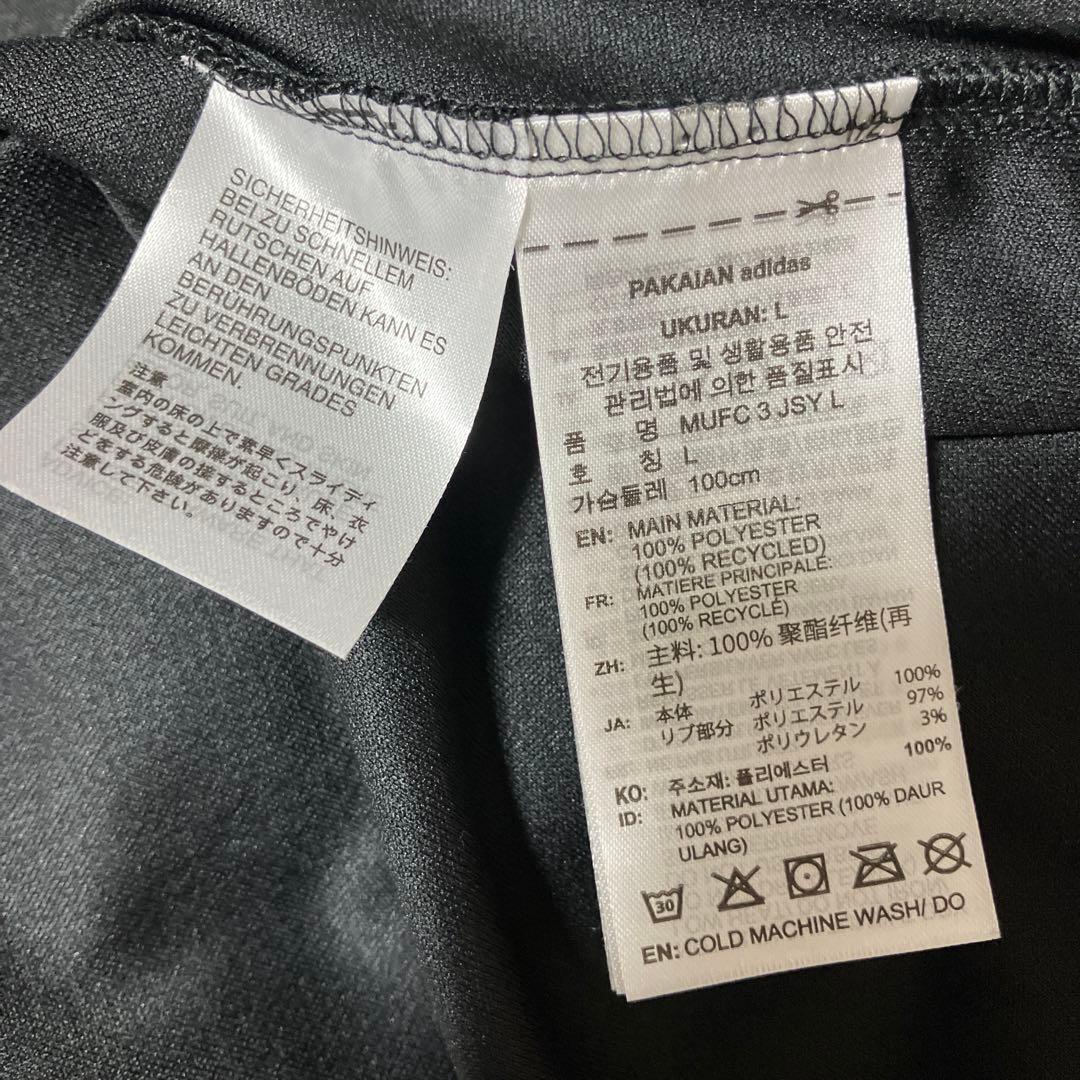 SICHERHEITSHINWEIS:
BEI ZU SCHNELLEM
RUTSCHEN AUF
HALLENBÖDEN KANN ES
AN DEN
BERÜHRUNGSPUNKTEN
ZU VERBRENNUNGEN
LEICHTEN GRADES
KOMMEN.
注意
室内の床の上で素早くスライディ
ングすると摩擦が起こり、床、衣
服及び皮膚の接するところでやけ
どをする危険がありますので十分
注意して下さい。
PAKAIAN adidas
UKURAN: L
전기용품 및 생활용품 안전
관리법에 의한 품질표시
품 명 MUFC 3 JSY L
호 칭 L
가슴둘레 100cm
EN: MAIN MATERIAL:
100% POLYESTER
(100% RECYCLED)
FR: MATIERE PRINCIPALE:
100% POLYESTER
(100% RECYCLÉ)
ZH: 主料: 100% 聚酯纤维(再
生)
JA: 本体 ポリエステル 100%
リブ部分 ポリエステル 97%
ポリウレタン 3%
KO: 주소재: 폴리에스터 100%
ID: MATERIAL UTAMA:
100% POLYESTER (100% DAUR
ULANG)
30
EN: COLD MACHINE WASH/ DO